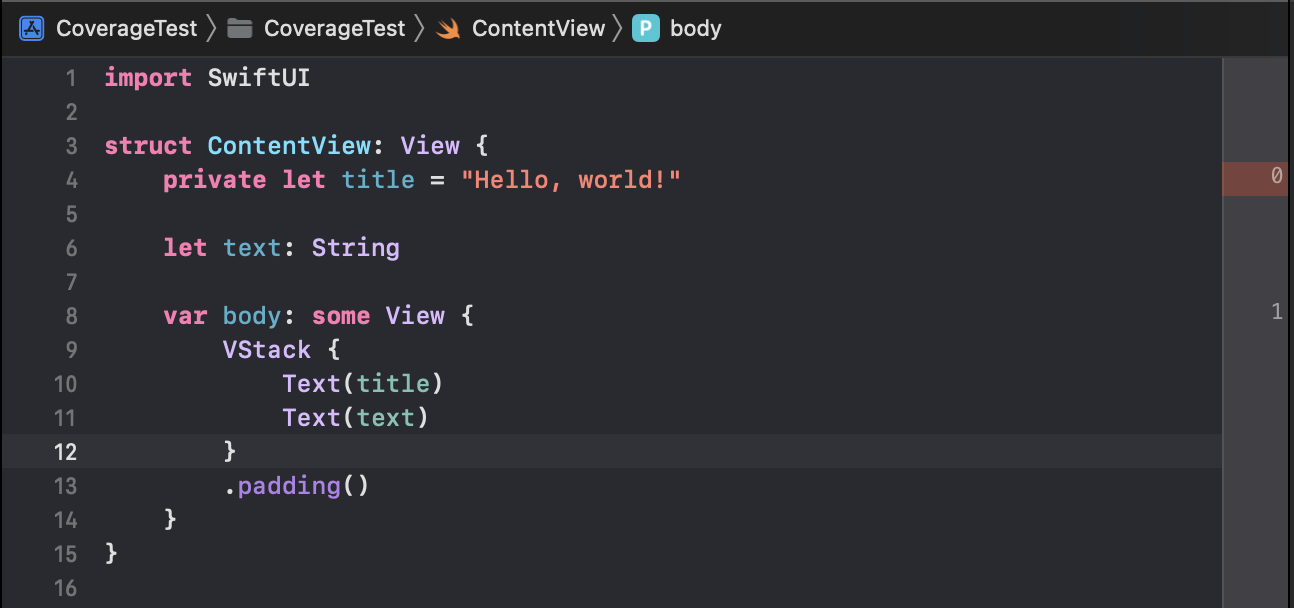 CoverageTest 〉 CoverageTest 〉 ContentView 〉 P body
1 import SwiftUI
2
3 struct ContentView: View {
4     private let title = "Hello, world!" 0
5
6     let text: String
7
8     var body: some View { 1
9         VStack {
10             Text(title)
11             Text(text)
12         }
13         .padding()
14     }
15 }
16